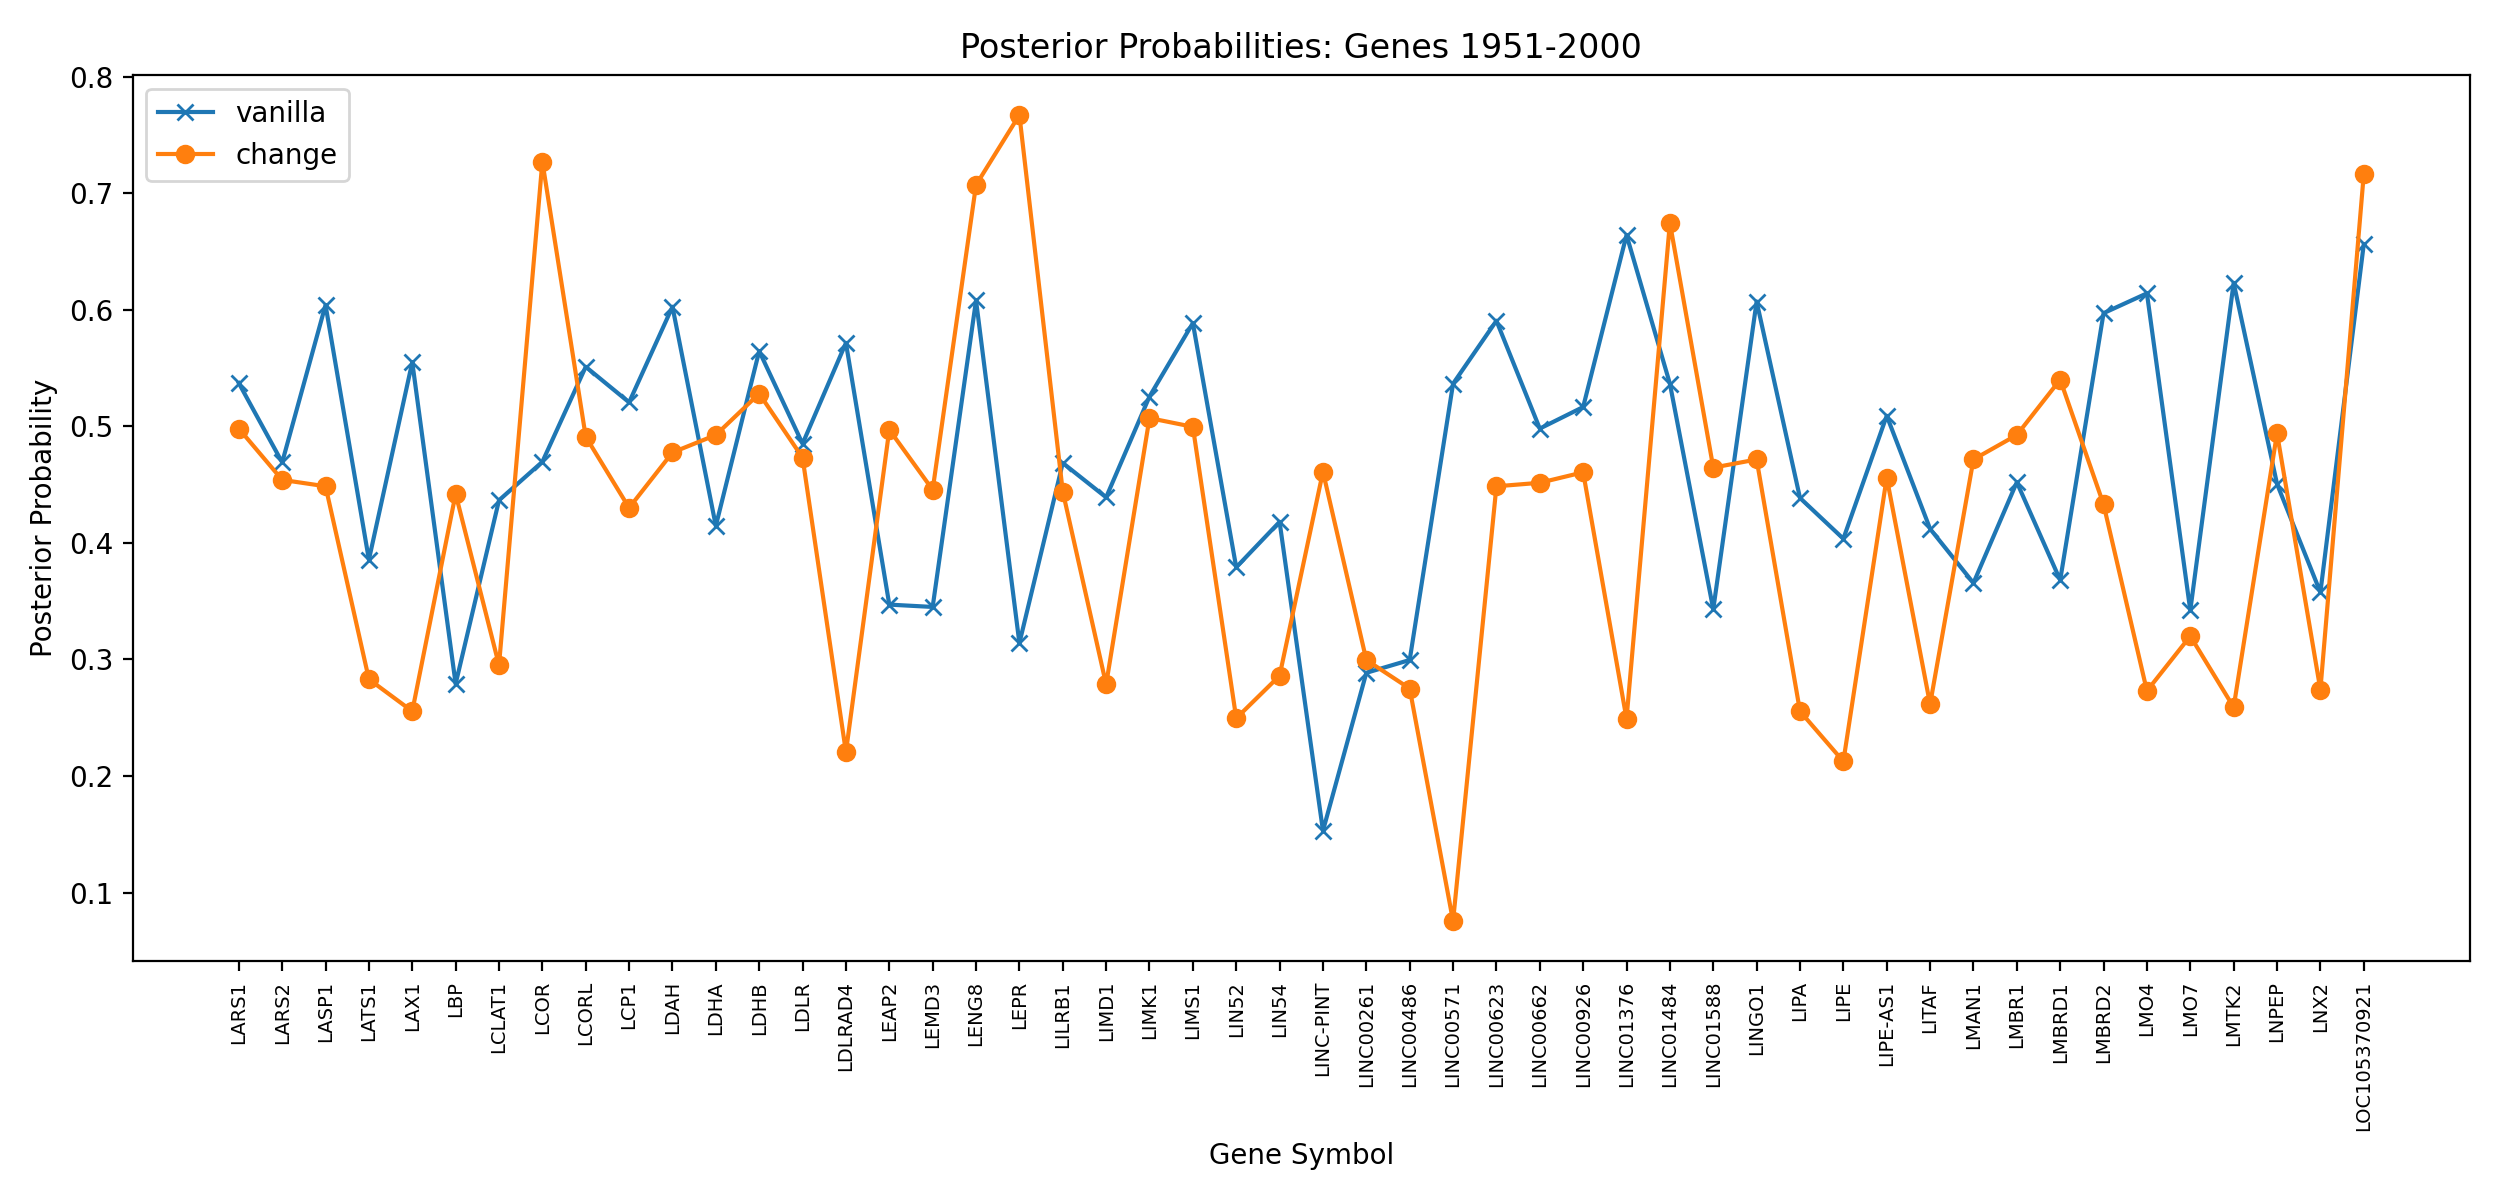 Posterior Probabilities: Genes 1951-2000
vanilla
change
Posterior Probability
0.8
0.7
0.6
0.5
0.4
0.3
0.2
0.1
LARS1
LARS2
LASP1
LATS1
LAX1
LBP
LCLAT1
LCOR
LCORL
LCP1
LDAH
LDHA
LDHB
LDLR
LDLRAD4
LEAP2
LEMD3
LENG8
LEPR
LILRB1
LIMD1
LIMK1
LIMS1
LIN52
LIN54
LINC-PINT
LINC00261
LINC00486
LINC00571
LINC00623
LINC00662
LINC00926
LINC01376
LINC01484
LINC01588
LINGO1
LIPA
LIPE
LIPE-AS1
LITAF
LMAN1
LMBR1
LMBRD1
LMBRD2
LMO4
LMO7
LMTK2
LNPEP
LNX2
LOC105370921
Gene Symbol